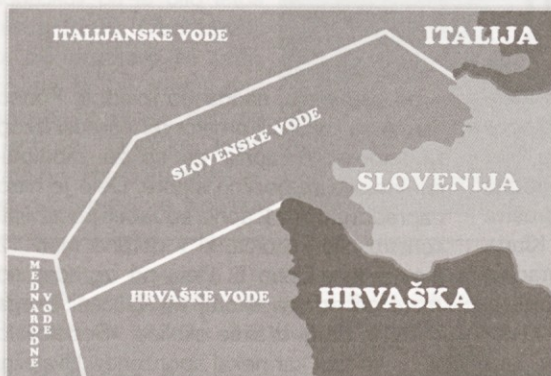 ITALIJANSKE VODE
ITALIJA
SLOVENSKE VODE
SLOVENIJA
MEDNARODNE
VODE
HRVAŠKE VODE
HRVAŠKA